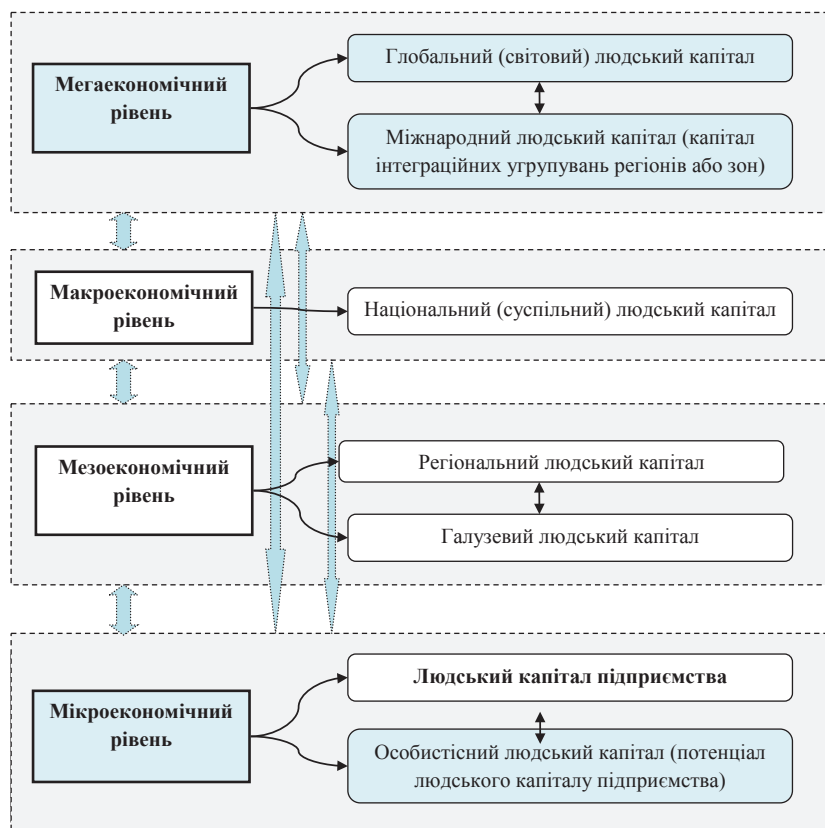 Мегаекономічний
рівень
Глобальний (світовий) людський капітал
Міжнародний людський капітал (капітал
інтеграційних угрупувань регіонів або зон)
Макроекономічний
рівень
Національний (суспільний) людський капітал
Мезоекономічний
рівень
Регіональний людський капітал
Галузевий людський капітал
Мікроекономічний
рівень
Людський капітал підприємства
Особистісний людський капітал (потенціал
людського капіталу підприємства)